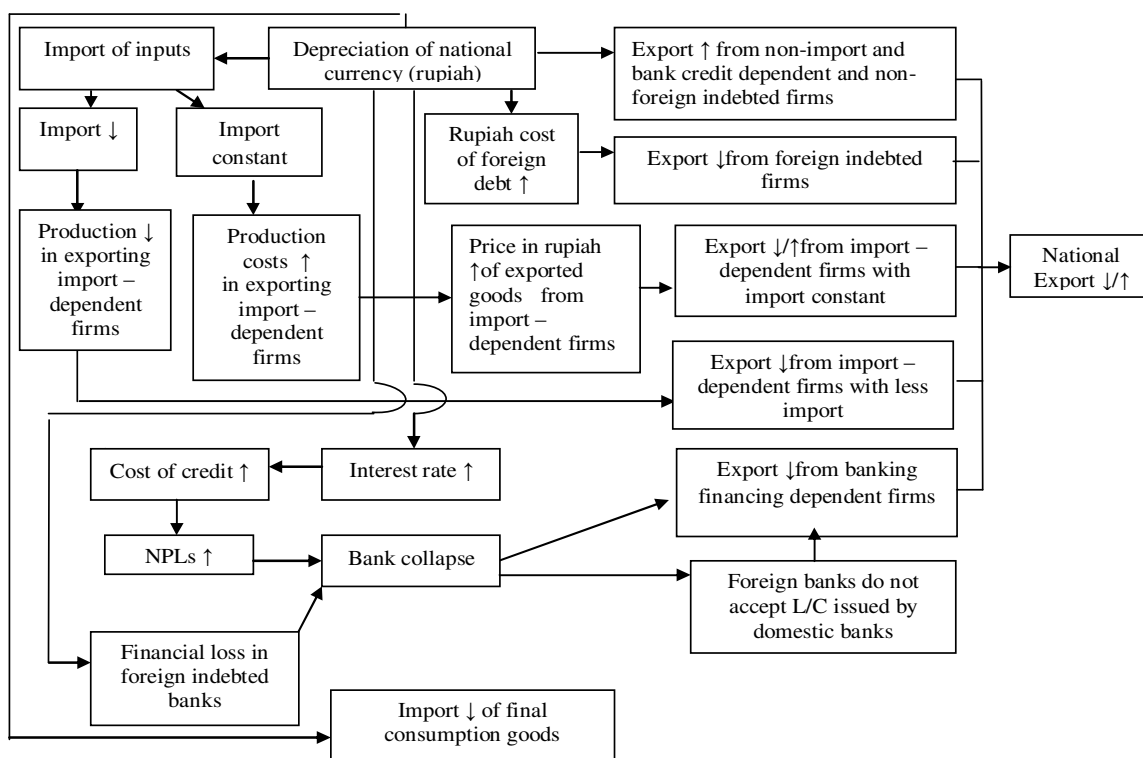 Import of inputs
Depreciation of national
currency (rupiah)
Export ↑ from non-import and
bank credit dependent and non-
foreign indebted firms
Import ↓
Import
constant
Rupiah cost
of foreign
debt ↑
Export ↓from foreign indebted
firms
Production ↓
in exporting
import –
dependent
firms
Production
costs ↑
in exporting
import –
dependent
firms
Price in rupiah
↑of exported
goods from
import –
dependent firms
Export ↓/↑from import –
dependent firms with
import constant
National
Export ↓/↑
Export ↓from import –
dependent firms with less
import
Cost of credit ↑
Interest rate ↑
Export ↓from banking
financing dependent firms
NPLs ↑
Bank collapse
Foreign banks do not
accept L/C issued by
domestic banks
Financial loss in
foreign indebted
banks
Import ↓ of final
consumption goods